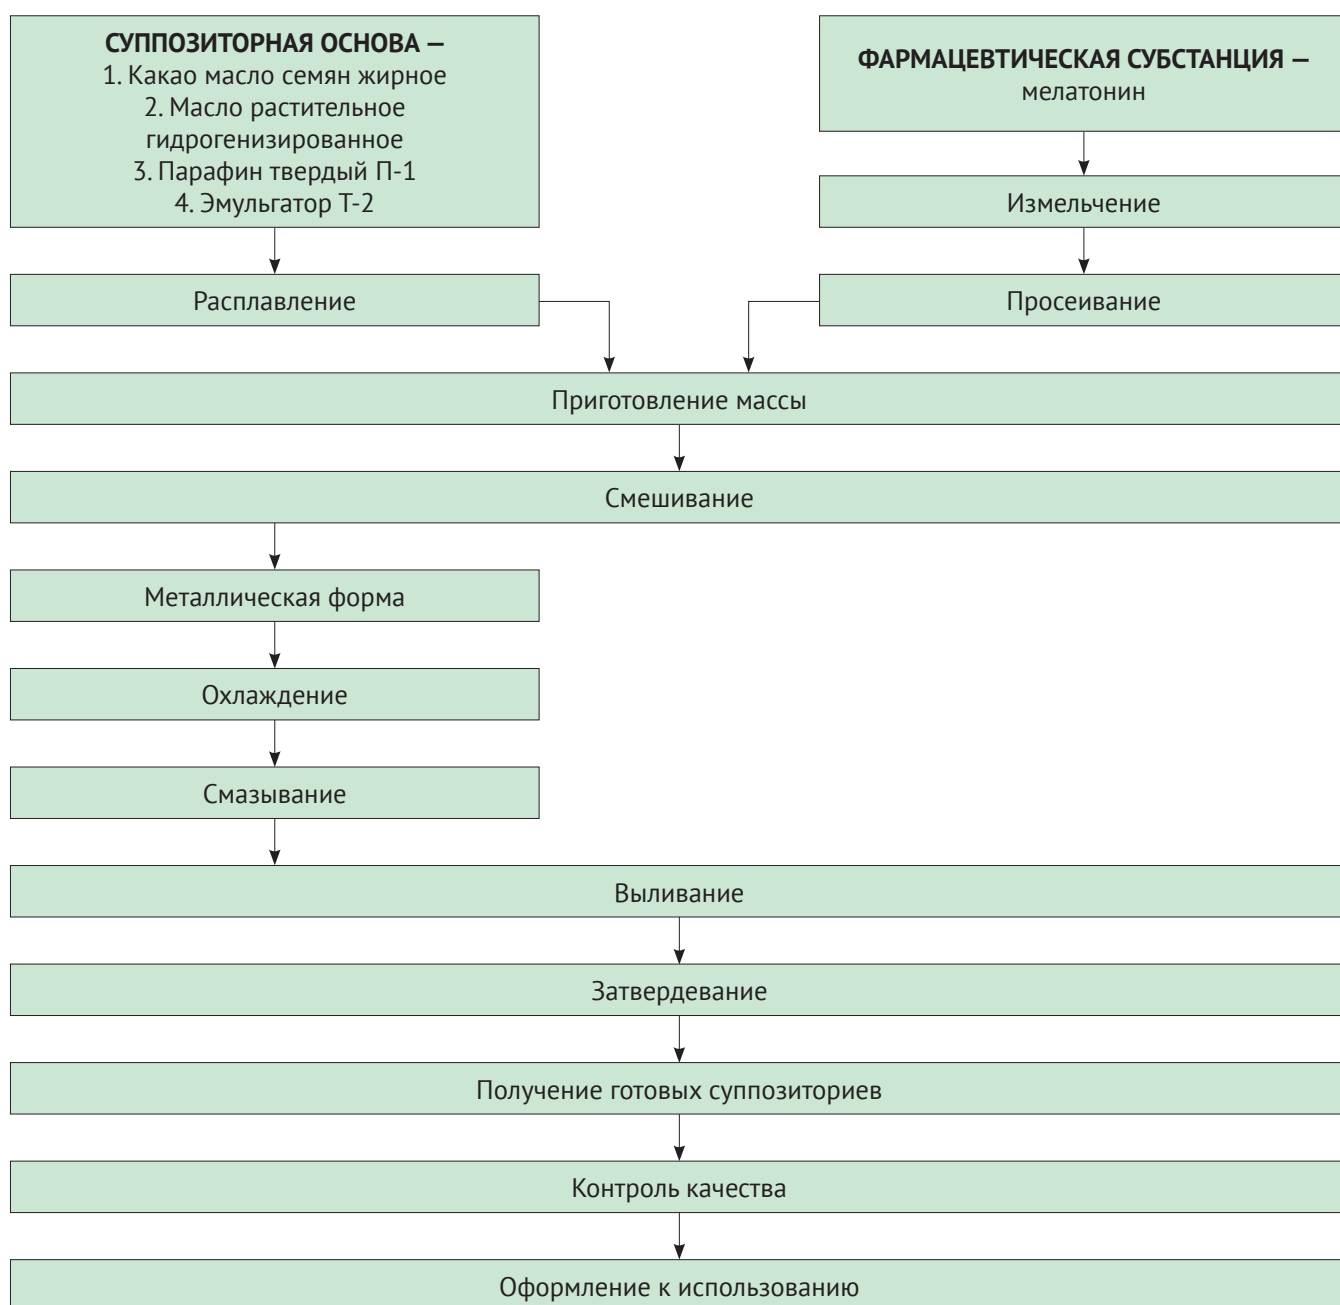 СУППОЗИТОРНАЯ ОСНОВА —
1. Какао масло семян жирное
2. Масло растительное
гидрогенизированное
3. Парафин твердый П-1
4. Эмульгатор Т-2
ФАРМАЦЕВТИЧЕСКАЯ СУБСТАНЦИЯ —
мелатонин
Измельчение
Расплавление
Просеивание
Приготовление массы
Смешивание
Металлическая форма
Охлаждение
Смазывание
Выливание
Затвердевание
Получение готовых суппозиториев
Контроль качества
Оформление к использованию